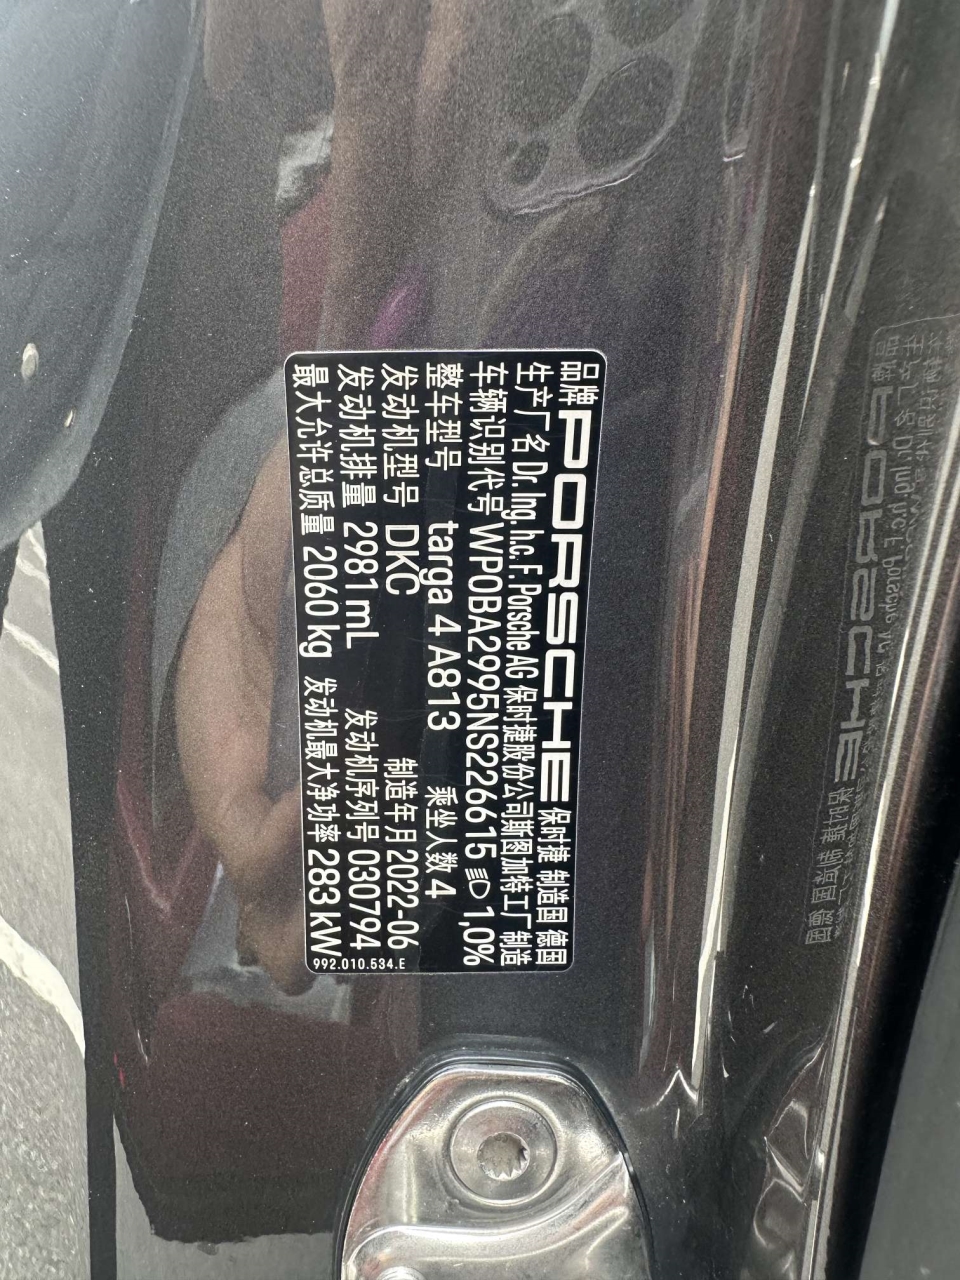 品牌 PORSCHE 保时捷 制造国 德国
生产厂名 Dr. Ing. h.c. F. Porsche AG 保时捷股份公司斯图加特工厂制造
车辆识别代号 WP0BA2995NS226615 1,0%
整车型号 targa 4 A813 乘坐人数 4
发动机型号 DKC 制造年月 2022-06
发动机排量 2981 mL 发动机序列号 030794
最大允许总质量 2060 kg 发动机最大净功率 283 kW
992.010.534.E